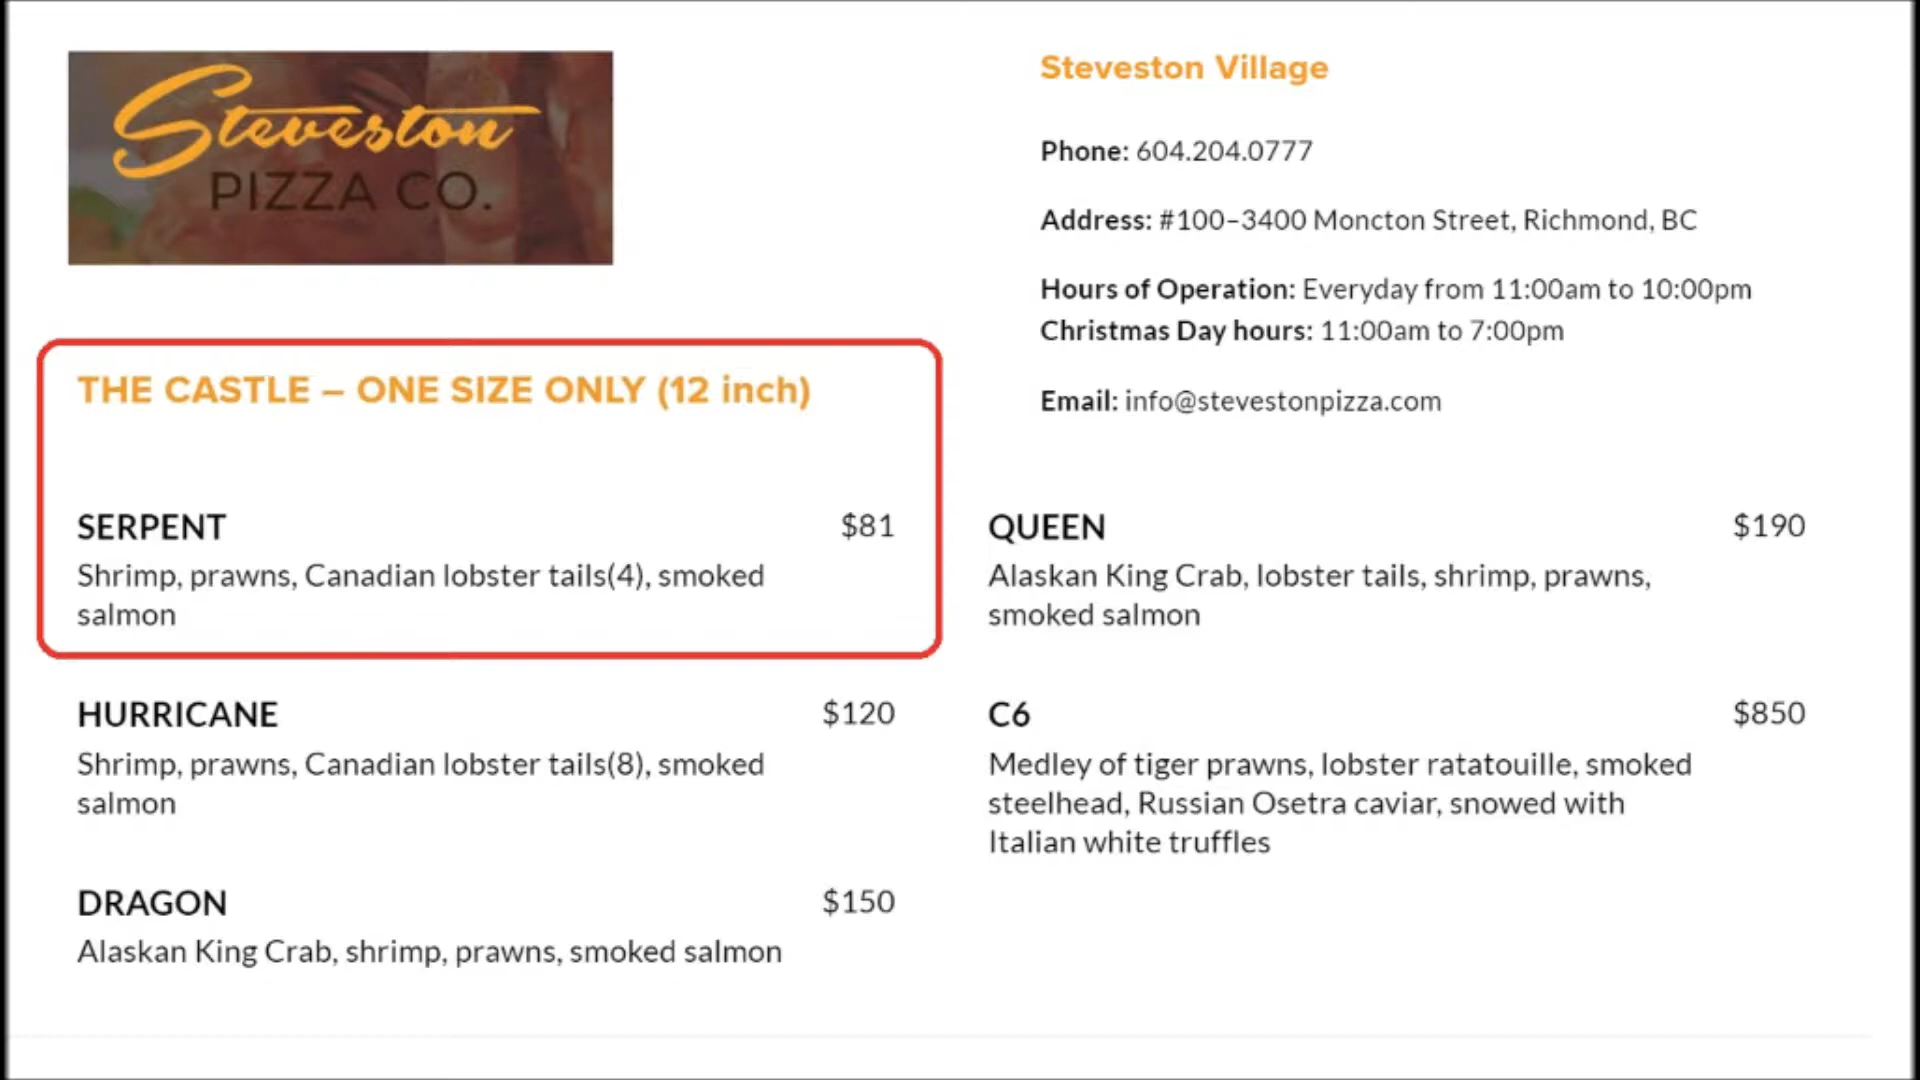 Steveston
PIZZA CO.
Steveston Village
Phone: 604.204.0777
Address: #100–3400 Moncton Street, Richmond, BC
Hours of Operation: Everyday from 11:00am to 10:00pm
Christmas Day hours: 11:00am to 7:00pm
Email: info@stevestonpizza.com
THE CASTLE – ONE SIZE ONLY (12 inch)
SERPENT $81
Shrimp, prawns, Canadian lobster tails(4), smoked
salmon
HURRICANE $120
Shrimp, prawns, Canadian lobster tails(8), smoked
salmon
DRAGON $150
Alaskan King Crab, shrimp, prawns, smoked salmon
QUEEN $190
Alaskan King Crab, lobster tails, shrimp, prawns,
smoked salmon
C6 $850
Medley of tiger prawns, lobster ratatouille, smoked
steelhead, Russian Osetra caviar, snowed with
Italian white truffles